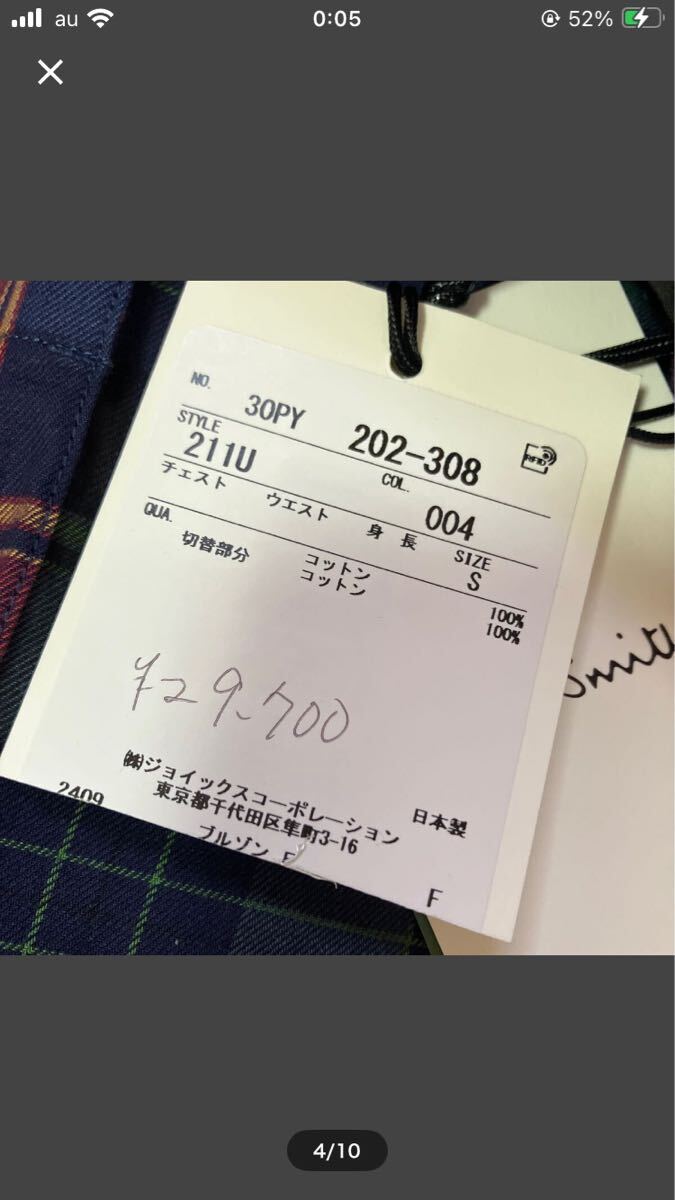 au 0:05 52%
NO. 30PY 202-308
RFID
STYLE 211U COL. 004
チェスト ウエスト 身長 SIZE
S
QUA. 切替部分 コットン 100%
コットン 100%
¥29,700
Smith
㈱ジョイックスコーポレーション 日本製
東京都千代田区隼町3-16
2409 ブルゾン F
F
4/10